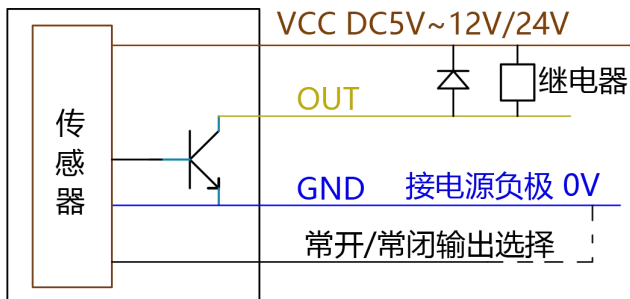 VCC DC5V~12V/24V
继电器
OUT
传感器
GND 接电源负极 0V
常开/常闭输出选择